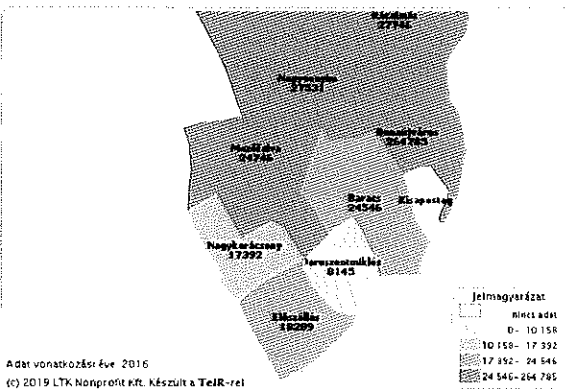 Rácalmás
27946
Nagyvenyim
27531
Dunaújváros
264785
Mezőfalva
24746
Baracs
24546
Kisapostag
Nagykarácsony
17392
Daruszentmiklós
8145
Előszállás
18289
Jelmagyarázat
nincs adat
0- 10 158
10 158- 17 392
17 392- 24 546
24 546-264 785
Adat vonatkozási éve 2016
(c) 2019 LTK Nonprofit Kft. Készült a TeIR-rel